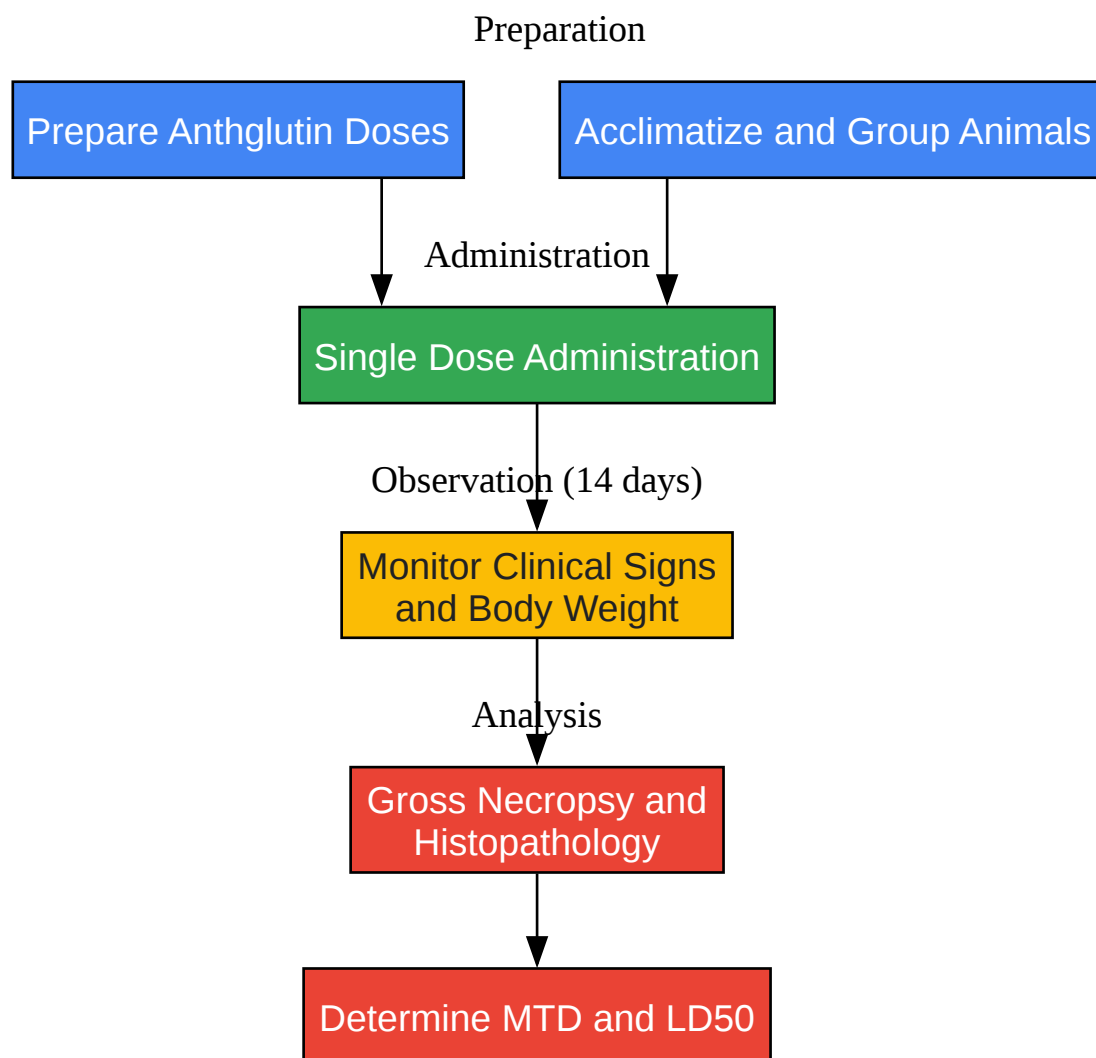 Preparation
Prepare Anthglutin Doses
Acclimatize and Group Animals
Administration
Single Dose Administration
Observation (14 days)
Monitor Clinical Signs
and Body Weight
Analysis
Gross Necropsy and
Histopathology
Determine MTD and LD50